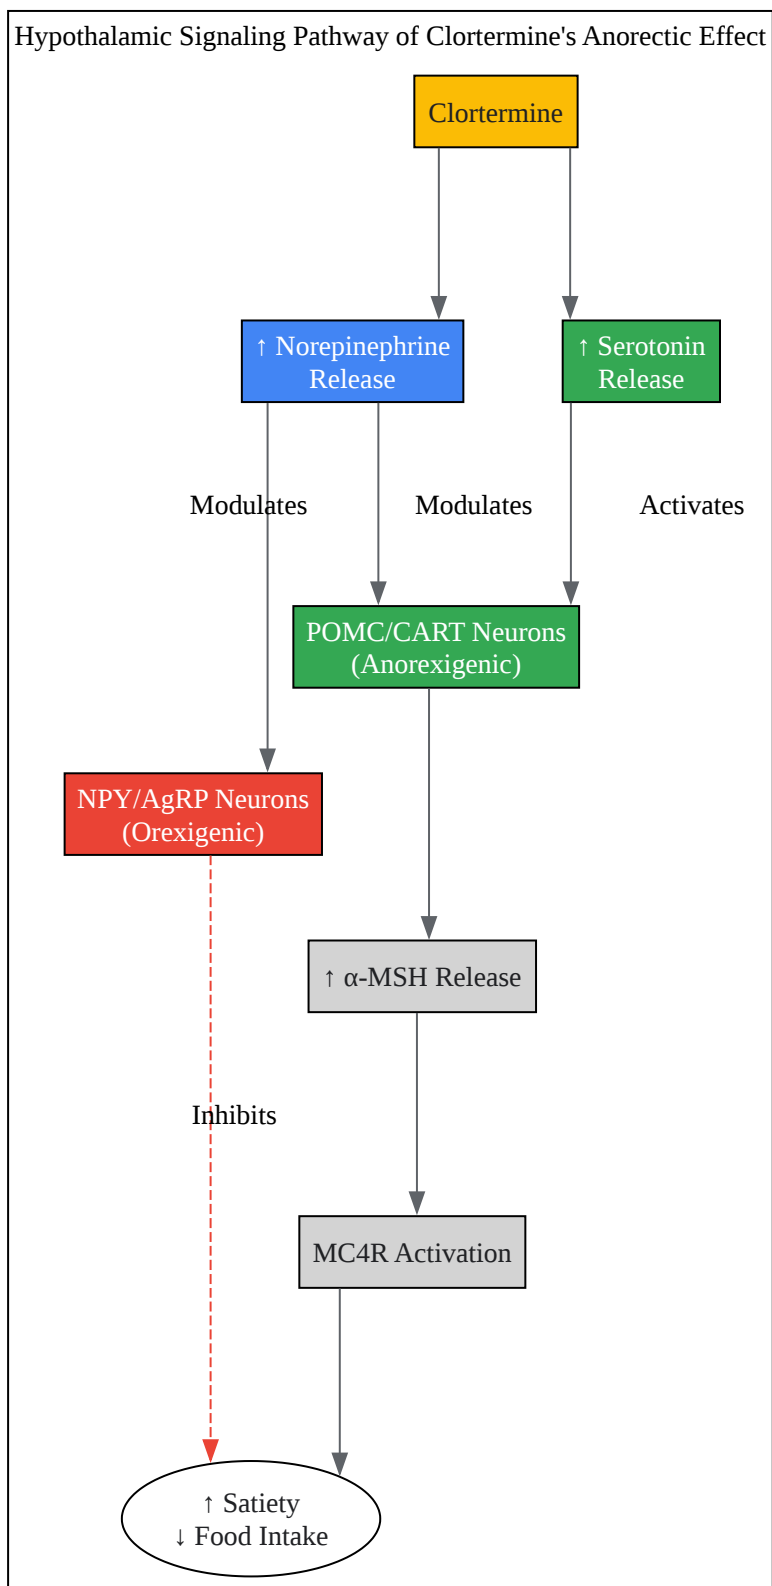 Hypothalamic Signaling Pathway of Clortermine's Anorectic Effect
Clortermine
↑ Norepinephrine
Release
↑ Serotonin
Release
Modulates
Modulates
Activates
POMC/CART Neurons
(Anorexigenic)
NPY/AgRP Neurons
(Orexigenic)
↑ α-MSH Release
Inhibits
MC4R Activation
↑ Satiety
↓ Food Intake